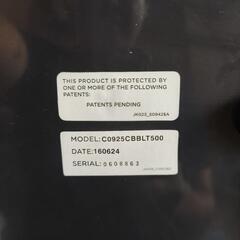 THIS PRODUCT IS PROTECTED BY
ONE OR MORE OF THE FOLLOWING
PATENTS:
PATENTS PENDING
JK023_S09428A
MODEL: C0925CBBLT500
DATE: 160624
SERIAL: 0608863